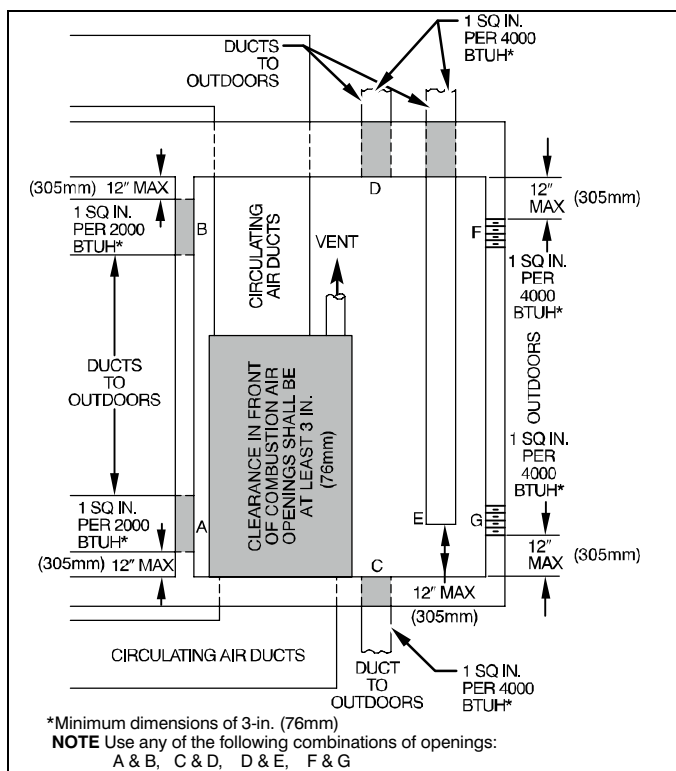 DUCTS
TO
OUTDOORS
1 SQ IN.
PER 4000
BTUH*
(305mm) 12″ MAX
1 SQ IN.
PER 2000
BTUH*
B
CIRCULATING
AIR DUCTS
VENT
D
F
12″
MAX
(305mm)
1 SQ IN.
PER
4000
BTUH*
OUTDOORS
DUCTS
TO
OUTDOORS
CLEARANCE IN FRONT
OF COMBUSTION AIR
OPENINGS SHALL BE
AT LEAST 3 IN.
(76mm)
1 SQ IN.
PER
4000
BTUH*
1 SQ IN.
PER 2000
BTUH*
A
E
G
(305mm) 12″ MAX
C
12″
MAX
(305mm)
12″ MAX
(305mm)
CIRCULATING AIR DUCTS
DUCT
TO
OUTDOORS
1 SQ IN.
PER 4000
BTUH*
*Minimum dimensions of 3-in. (76mm)
NOTE Use any of the following combinations of openings:
A & B, C & D, D & E, F & G